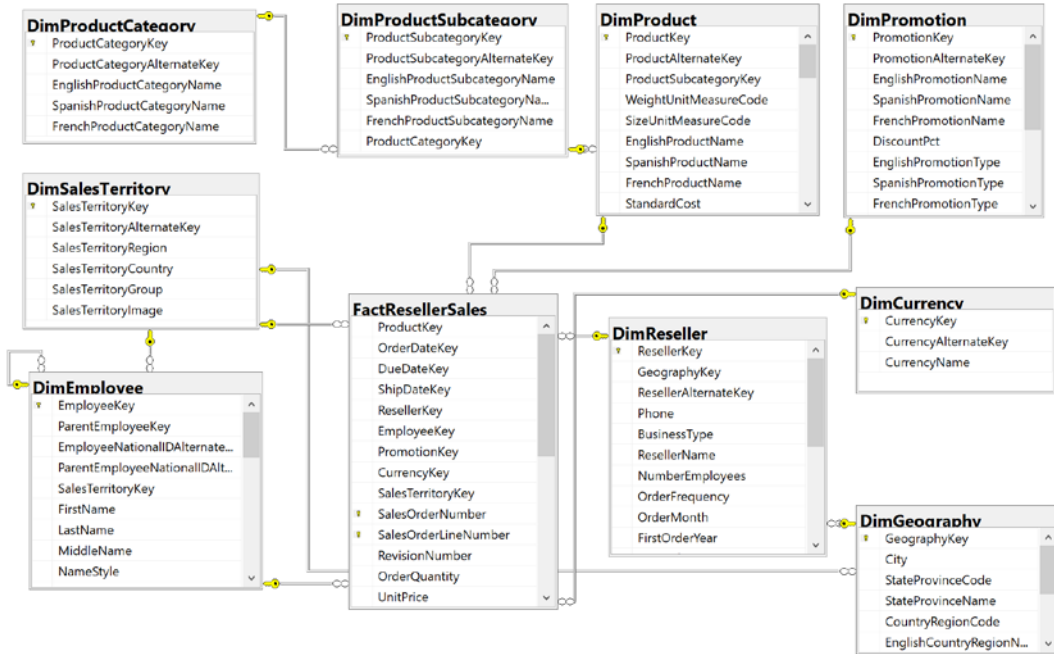 DimProductCategory
ProductCategoryKey
ProductCategoryAlternateKey
EnglishProductCategoryName
SpanishProductCategoryName
FrenchProductCategoryName
DimProductSubcategory
ProductSubcategoryKey
ProductSubcategoryAlternateKey
EnglishProductSubcategoryName
SpanishProductSubcategoryNa...
FrenchProductSubcategoryName
ProductCategoryKey
DimProduct
ProductKey
ProductAlternateKey
ProductSubcategoryKey
WeightUnitMeasureCode
SizeUnitMeasureCode
EnglishProductName
SpanishProductName
FrenchProductName
StandardCost
DimPromotion
PromotionKey
PromotionAlternateKey
EnglishPromotionName
SpanishPromotionName
FrenchPromotionName
DiscountPct
EnglishPromotionType
SpanishPromotionType
FrenchPromotionType
DimSalesTerritory
SalesTerritoryKey
SalesTerritoryAlternateKey
SalesTerritoryRegion
SalesTerritoryCountry
SalesTerritoryGroup
SalesTerritoryImage
DimEmployee
EmployeeKey
ParentEmployeeKey
EmployeeNationalIDAlternate...
ParentEmployeeNationalIDAlt...
SalesTerritoryKey
FirstName
LastName
MiddleName
NameStyle
FactResellerSales
ProductKey
OrderDateKey
DueDateKey
ShipDateKey
ResellerKey
EmployeeKey
PromotionKey
CurrencyKey
SalesTerritoryKey
SalesOrderNumber
SalesOrderLineNumber
RevisionNumber
OrderQuantity
UnitPrice
DimReseller
ResellerKey
GeographyKey
ResellerAlternateKey
Phone
BusinessType
ResellerName
NumberEmployees
OrderFrequency
OrderMonth
FirstOrderYear
DimCurrency
CurrencyKey
CurrencyAlternateKey
CurrencyName
DimGeography
GeographyKey
City
StateProvinceCode
StateProvinceName
CountryRegionCode
EnglishCountryRegionN...